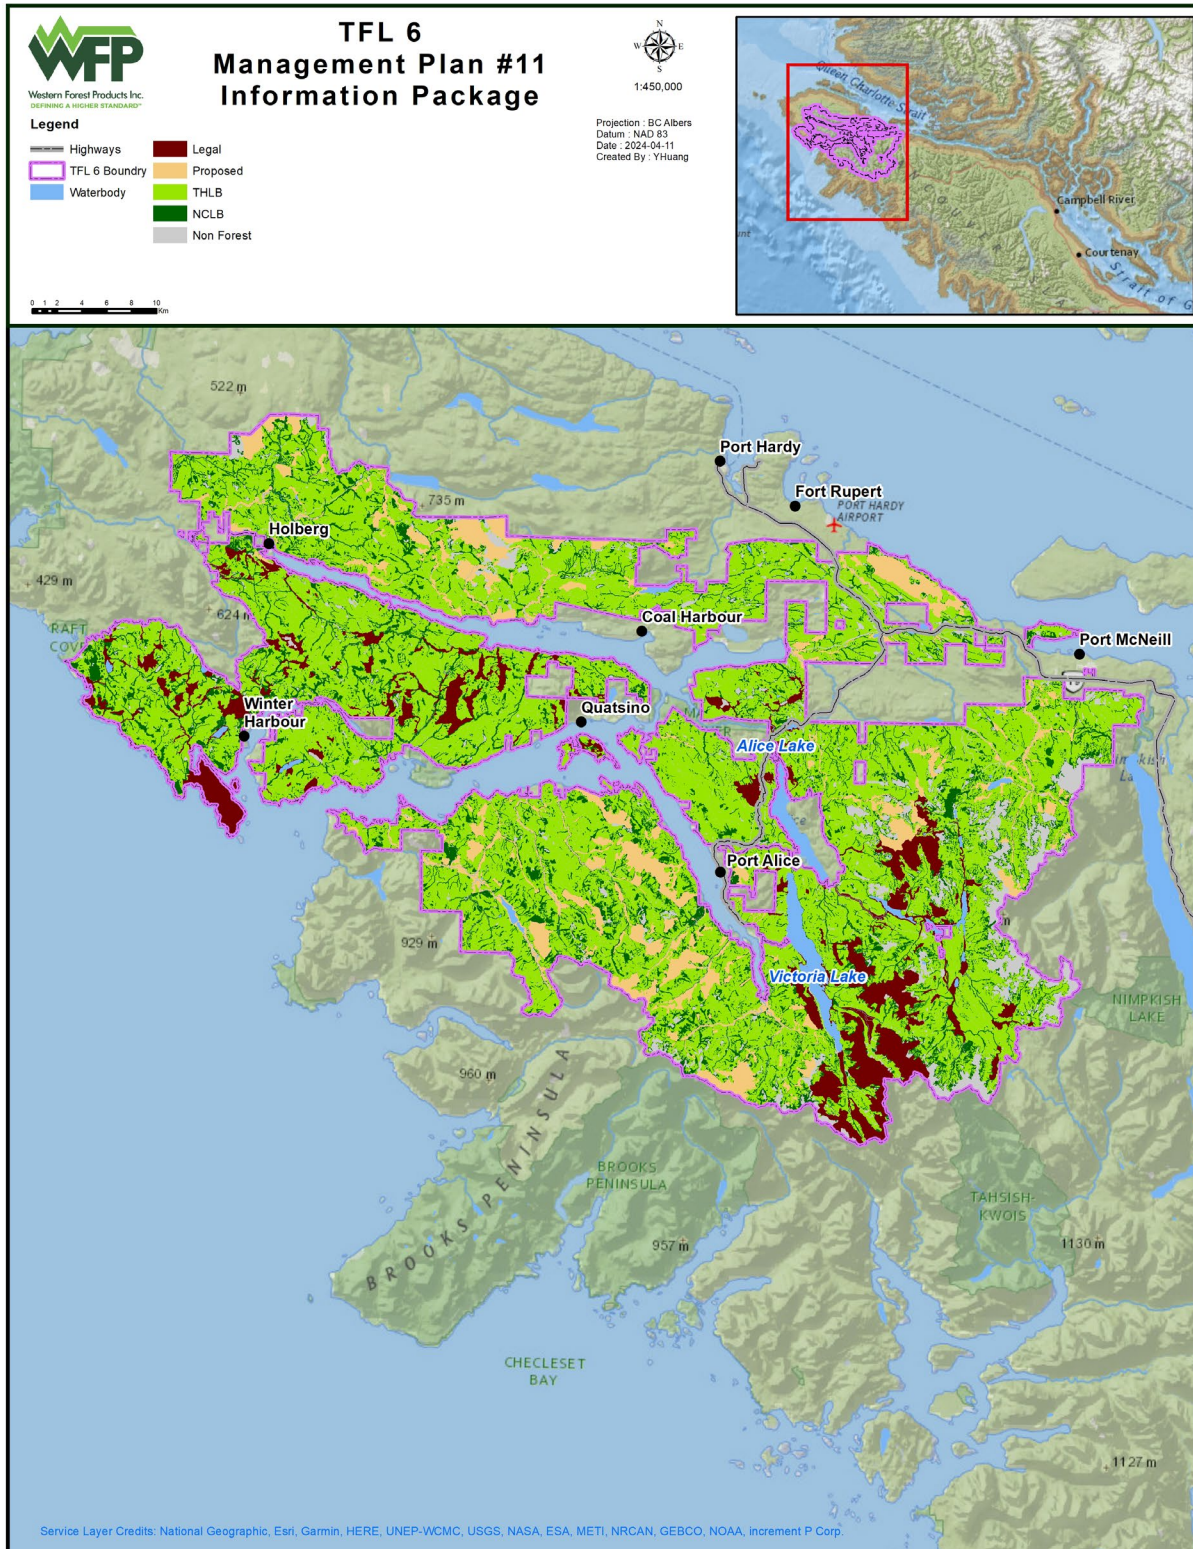 WFP
Western Forest Products Inc.
DEFINING A HIGHER STANDARD™
TFL 6
Management Plan #11
Information Package
N
W E
S
1:450,000
Projection : BC Albers
Datum : NAD 83
Date : 2024-04-11
Created By : YHuang
Legend
Highways
TFL 6 Boundry
Waterbody
Legal
Proposed
THLB
NCLB
Non Forest
0 1 2 4 6 8 10
Km
Queen Charlotte Strait
Campbell River
Courtenay
Strait of G
522 m
Port Hardy
Fort Rupert
PORT HARDY
AIRPORT
735 m
Holberg
429 m
624 m
RAFT
COV
Coal Harbour
Port McNeill
Winter
Harbour
Quatsino
Alice Lake
Port Alice
929 m
Victoria Lake
NIMPKISH
LAKE
960 m
BROOKS PENINSULA
BROOKS
PENINSULA
TAHSISH-
KWOIS
957 m
1130 m
CHECLESET
BAY
1127 m
Service Layer Credits: National Geographic, Esri, Garmin, HERE, UNEP-WCMC, USGS, NASA, ESA, METI, NRCAN, GEBCO, NOAA, increment P Corp.